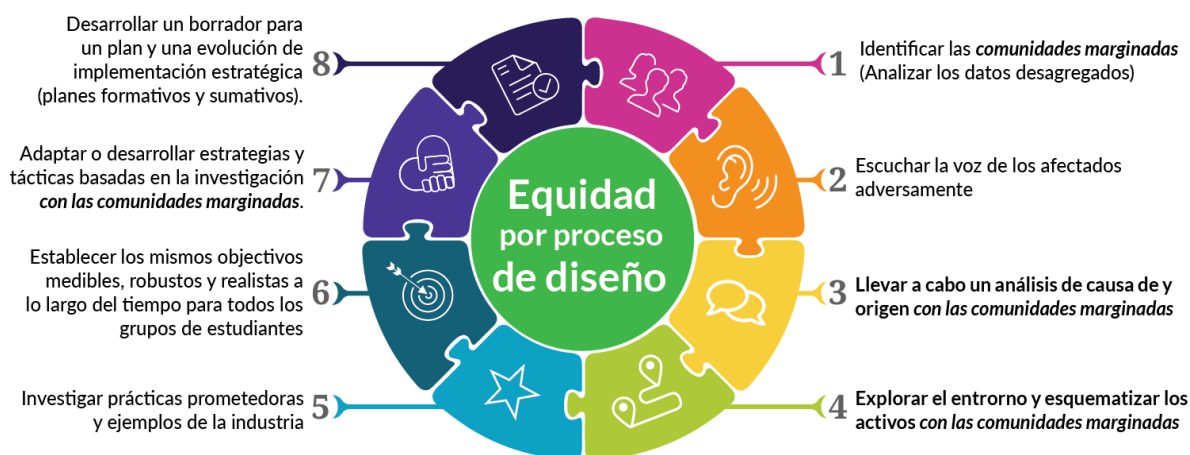 Equidad
por proceso
de diseño
1
Identificar las comunidades marginadas
(Analizar los datos desagregados)
2
Escuchar la voz de los afectados
adversamente
3
Llevar a cabo un análisis de causa de y
origen con las comunidades marginadas
4
Explorar el entorno y esquematizar los
activos con las comunidades marginadas
5
Investigar prácticas prometedoras
y ejemplos de la industria
6
Establecer los mismos objectivos
medibles, robustos y realistas a
lo largo del tiempo para todos los
grupos de estudiantes
7
Adaptar o desarrollar estrategias y
tácticas basadas en la investigación
con las comunidades marginadas.
8
Desarrollar un borrador para
un plan y una evolución de
implementación estratégica
(planes formativos y sumativos).